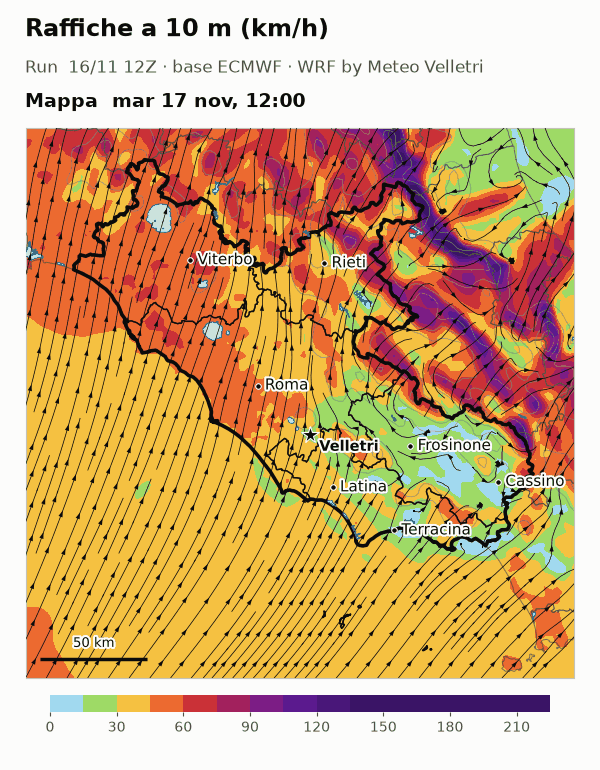 Raffiche a 10 m (km/h)
Run  16/11 12Z · base ECMWF · WRF by Meteo Velletri
Mappa  mar 17 nov, 12:00
Viterbo
Rieti
Roma
Velletri
Frosinone
Cassino
Latina
Terracina
50 km
0 30 60 90 120 150 180 210